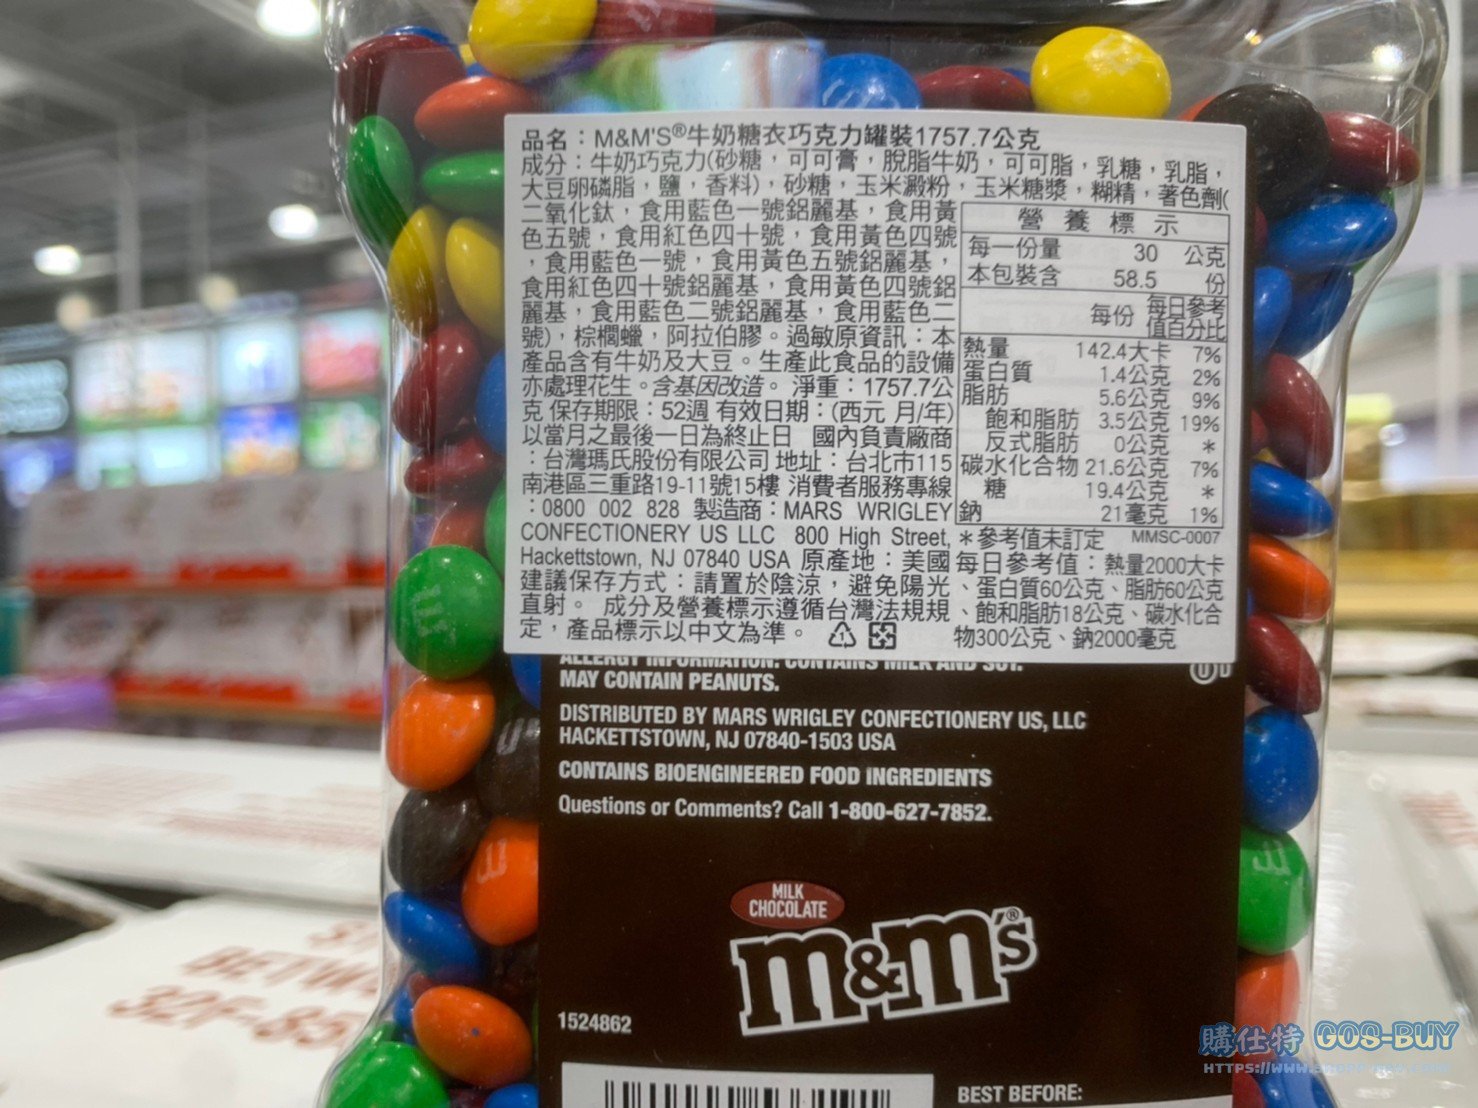 品名：M&M'S®牛奶糖衣巧克力罐裝1757.7公克
成分：牛奶巧克力(砂糖，可可膏，脫脂牛奶，可可脂，乳糖，乳脂，
大豆卵磷脂，鹽，香料)，砂糖，玉米澱粉，玉米糖漿，糊精，著色劑(
二氧化鈦，食用藍色一號鋁麗基，食用黃
色五號，食用紅色四十號，食用黃色四號
，食用藍色一號，食用黃色五號鋁麗基，
食用紅色四十號鋁麗基，食用黃色四號鋁
麗基，食用藍色二號鋁麗基，食用藍色二
號)，棕櫚蠟，阿拉伯膠。過敏原資訊：本
產品含有牛奶及大豆。生產此食品的設備
亦處理花生。含基因改造。 淨重：1757.7公
克 保存期限：52週 有效日期：(西元 月/年)
以當月之最後一日為終止日 國內負責廠商
：台灣瑪氏股份有限公司 地址：台北市115
南港區三重路19-11號15樓 消費者服務專線
：0800 002 828 製造商：MARS WRIGLEY
CONFECTIONERY US LLC 800 High Street,
Hackettstown, NJ 07840 USA 原產地：美國
建議保存方式：請置於陰涼，避免陽光
直射。 成分及營養標示遵循台灣法規規
定，產品標示以中文為準。
營養標示
每一份量 30 公克
本包裝含 58.5 份
每份 每日參考值百分比
熱量 142.4大卡 7%
蛋白質 1.4公克 2%
脂肪 5.6公克 9%
飽和脂肪 3.5公克 19%
反式脂肪 0公克 *
碳水化合物 21.6公克 7%
糖 19.4公克 *
鈉 21毫克 1%
*參考值未訂定 MMSC-0007
每日參考值：熱量2000大卡
、蛋白質60公克、脂肪60公克
、飽和脂肪18公克、碳水化合
物300公克、鈉2000毫克
ALLERGY INFORMATION: CONTAINS MILK AND SOY.
MAY CONTAIN PEANUTS.
DISTRIBUTED BY MARS WRIGLEY CONFECTIONERY US, LLC
HACKETTSTOWN, NJ 07840-1503 USA
CONTAINS BIOENGINEERED FOOD INGREDIENTS
Questions or Comments? Call 1-800-627-7852.
MILK
CHOCOLATE
m&m's®
1524862
BEST BEFORE:
購仕特 GOS-BUY